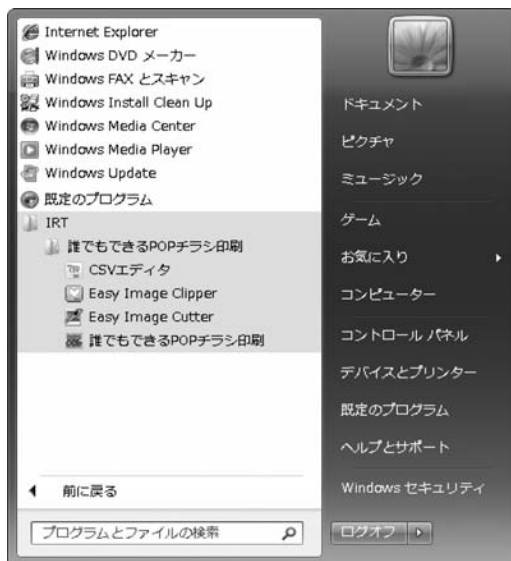 Internet Explorer
Windows DVD メーカー
Windows FAX とスキャン
Windows Install Clean Up
Windows Media Center
Windows Media Player
Windows Update
既定のプログラム
IRT
誰でもできるPOPチラシ印刷
CSVエディタ
Easy Image Clipper
Easy Image Cutter
誰でもできるPOPチラシ印刷
前に戻る
プログラムとファイルの検索
ドキュメント
ピクチャ
ミュージック
ゲーム
お気に入り
コンピューター
コントロール パネル
デバイスとプリンター
既定のプログラム
ヘルプとサポート
Windows セキュリティ
ログオフ